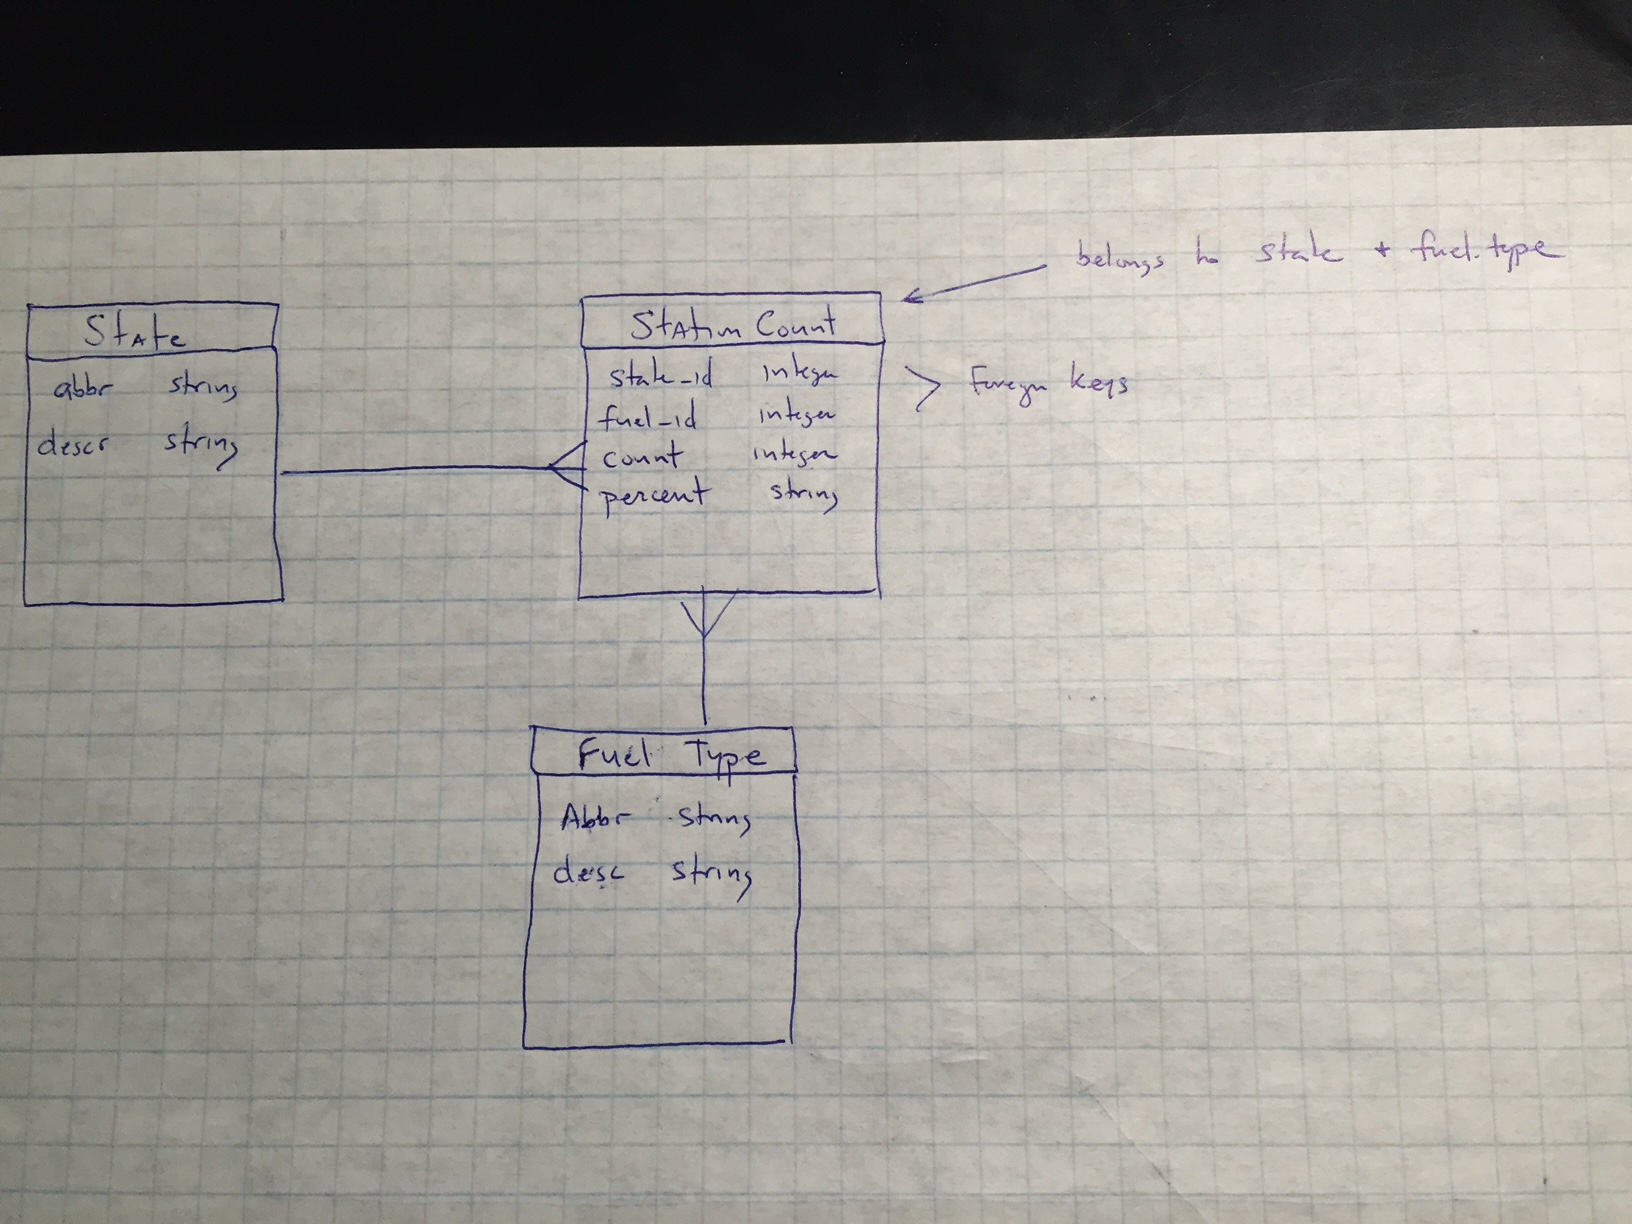 State
abbr string
descr string
Station Count
state_id integer
fuel_id integer
count integer
percent string
> foreign keys
belongs to state + fuel.type
Fuel Type
Abbr string
desc string